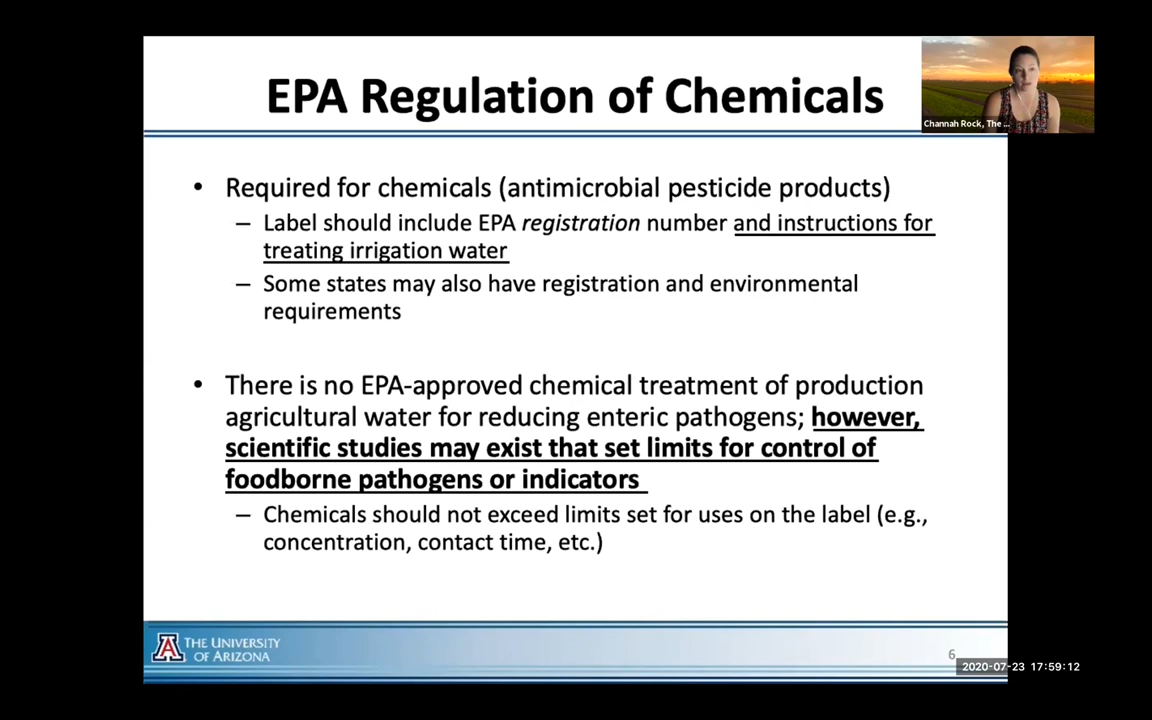 EPA Regulation of Chemicals
Channah Rock, The ...
• Required for chemicals (antimicrobial pesticide products)
– Label should include EPA registration number and instructions for
treating irrigation water
– Some states may also have registration and environmental
requirements
• There is no EPA-approved chemical treatment of production
agricultural water for reducing enteric pathogens; however,
scientific studies may exist that set limits for control of
foodborne pathogens or indicators
– Chemicals should not exceed limits set for uses on the label (e.g.,
concentration, contact time, etc.)
A
THE UNIVERSITY
OF ARIZONA
6
2020-07-23 17:59:12